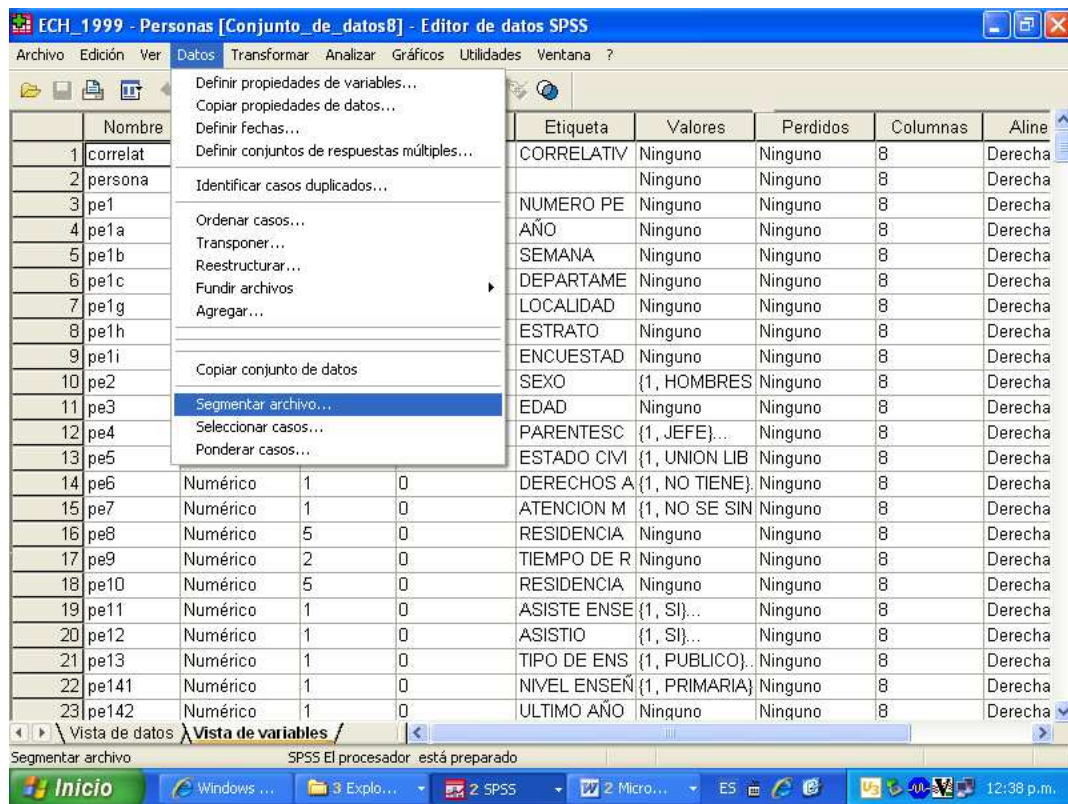 ECH_1999 - Personas [Conjunto_de_datos8] - Editor de datos SPSS
Archivo Edición Ver Datos Transformar Analizar Gráficos Utilidades Ventana ?
Definir propiedades de variables...
Copiar propiedades de datos...
Definir fechas...
Definir conjuntos de respuestas múltiples...
Identificar casos duplicados...
Ordenar casos...
Transponer...
Reestructurar...
Fundir archivos
Agregar...
Copiar conjunto de datos
Segmentar archivo...
Seleccionar casos...
Ponderar casos...
Nombre Etiqueta Valores Perdidos Columnas Aline
1 correlat CORRELATIV Ninguno Ninguno 8 Derecha
2 persona Ninguno Ninguno 8 Derecha
3 pe1 NUMERO PE Ninguno Ninguno 8 Derecha
4 pe1a AÑO Ninguno Ninguno 8 Derecha
5 pe1b SEMANA Ninguno Ninguno 8 Derecha
6 pe1c DEPARTAME Ninguno Ninguno 8 Derecha
7 pe1g LOCALIDAD Ninguno Ninguno 8 Derecha
8 pe1h ESTRATO Ninguno Ninguno 8 Derecha
9 pe1i ENCUESTAD Ninguno Ninguno 8 Derecha
10 pe2 SEXO {1, HOMBRES Ninguno 8 Derecha
11 pe3 EDAD Ninguno Ninguno 8 Derecha
12 pe4 PARENTESC {1, JEFE}... Ninguno 8 Derecha
13 pe5 ESTADO CIVI {1, UNION LIB Ninguno 8 Derecha
14 pe6 Numérico 1 0 DERECHOS A {1, NO TIENE}. Ninguno 8 Derecha
15 pe7 Numérico 1 0 ATENCION M {1, NO SE SIN Ninguno 8 Derecha
16 pe8 Numérico 5 0 RESIDENCIA Ninguno Ninguno 8 Derecha
17 pe9 Numérico 2 0 TIEMPO DE R Ninguno Ninguno 8 Derecha
18 pe10 Numérico 5 0 RESIDENCIA Ninguno Ninguno 8 Derecha
19 pe11 Numérico 1 0 ASISTE ENSE {1, SI}... Ninguno 8 Derecha
20 pe12 Numérico 1 0 ASISTIO {1, SI}... Ninguno 8 Derecha
21 pe13 Numérico 1 0 TIPO DE ENS {1, PUBLICO}.. Ninguno 8 Derecha
22 pe141 Numérico 1 0 NIVEL ENSEÑ {1, PRIMARIA} Ninguno 8 Derecha
23 pe142 Numérico 1 0 ULTIMO AÑO Ninguno Ninguno 8 Derecha
Vista de datos Vista de variables
Segmentar archivo SPSS El procesador está preparado
Inicio Windows ... 3 Explo... 2 SPSS 2 Micro... ES 12:38 p.m.